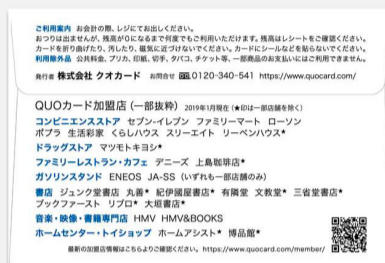 ご利用案内 お会計の際、レジにてお出しください。
おつりは出ませんが、残高が0になるまで何度でもご利用いただけます。残高はレシートをご確認ください。
カードを折り曲げたり、汚したり、磁気に近づけないでください。カードにシールなどを貼らないでください。
利用除外品 公共料金、プリカ、印紙、切手、タバコ、チケット等、一部商品のお支払いにはご利用できません。
発行者 株式会社 クオカード お問合せ 0120-340-541 https://www.quocard.com/
QUOカード加盟店(一部抜粋) 2019年1月現在(★印は一部店舗を除く)
コンビニエンスストア セブン-イレブン ファミリーマート ローソン
ポプラ 生活彩家 くらしハウス スリーエイト リーベンハウス★
ドラッグストア マツモトキヨシ★
ファミリーレストラン・カフェ デニーズ 上島珈琲店★
ガソリンスタンド ENEOS JA-SS(いずれも一部店舗のみ)
書店 ジュンク堂書店 丸善★ 紀伊國屋書店★ 有隣堂 文教堂★ 三省堂書店★
ブックファースト リブロ★ 大垣書店★
音楽・映像・書籍専門店 HMV HMV&BOOKS
ホームセンター・トイショップ ホームアシスト★ 博品館★
最新の加盟店情報はこちらよりご確認ください。https://www.quocard.com/member/